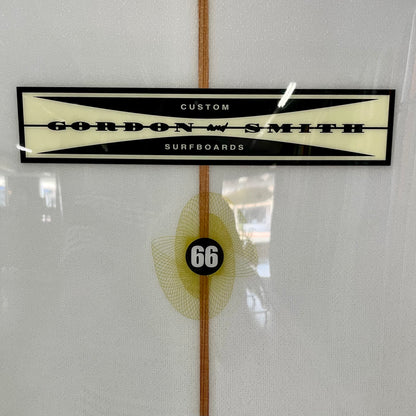 CUSTOM
GORDON and SMITH
SURFBOARDS
66